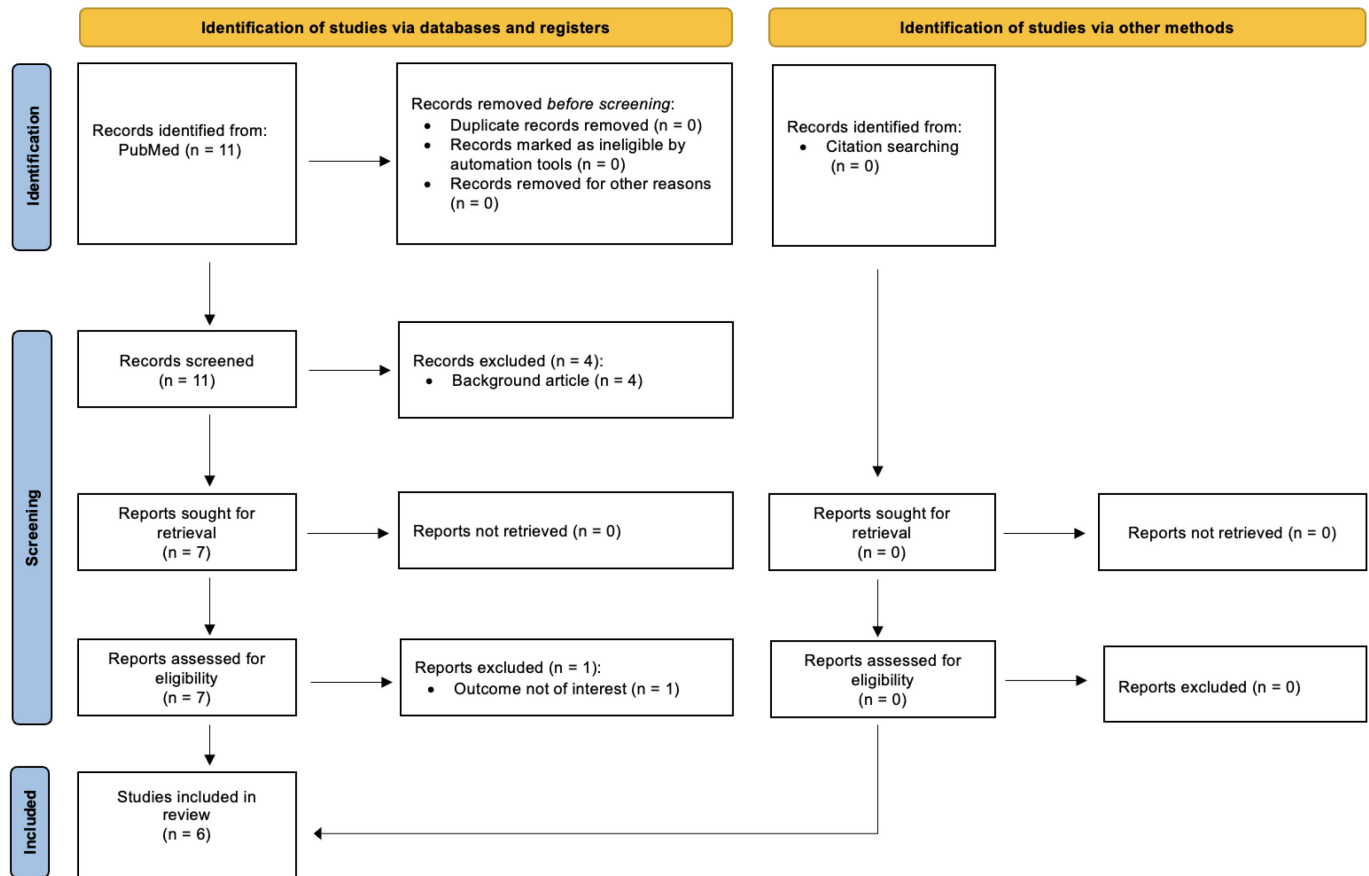 Identification of studies via databases and registers
Identification of studies via other methods
Identification
Records identified from:
PubMed (n = 11)
Records removed before screening:
• Duplicate records removed (n = 0)
• Records marked as ineligible by
automation tools (n = 0)
• Records removed for other reasons
(n = 0)
Records identified from:
• Citation searching
(n = 0)
Screening
Records screened
(n = 11)
Records excluded (n = 4):
• Background article (n = 4)
Reports sought for
retrieval
(n = 7)
Reports not retrieved (n = 0)
Reports sought for
retrieval
(n = 0)
Reports not retrieved (n = 0)
Reports assessed for
eligibility
(n = 7)
Reports excluded (n = 1):
• Outcome not of interest (n = 1)
Reports assessed for
eligibility
(n = 0)
Reports excluded (n = 0)
Included
Studies included in
review
(n = 6)